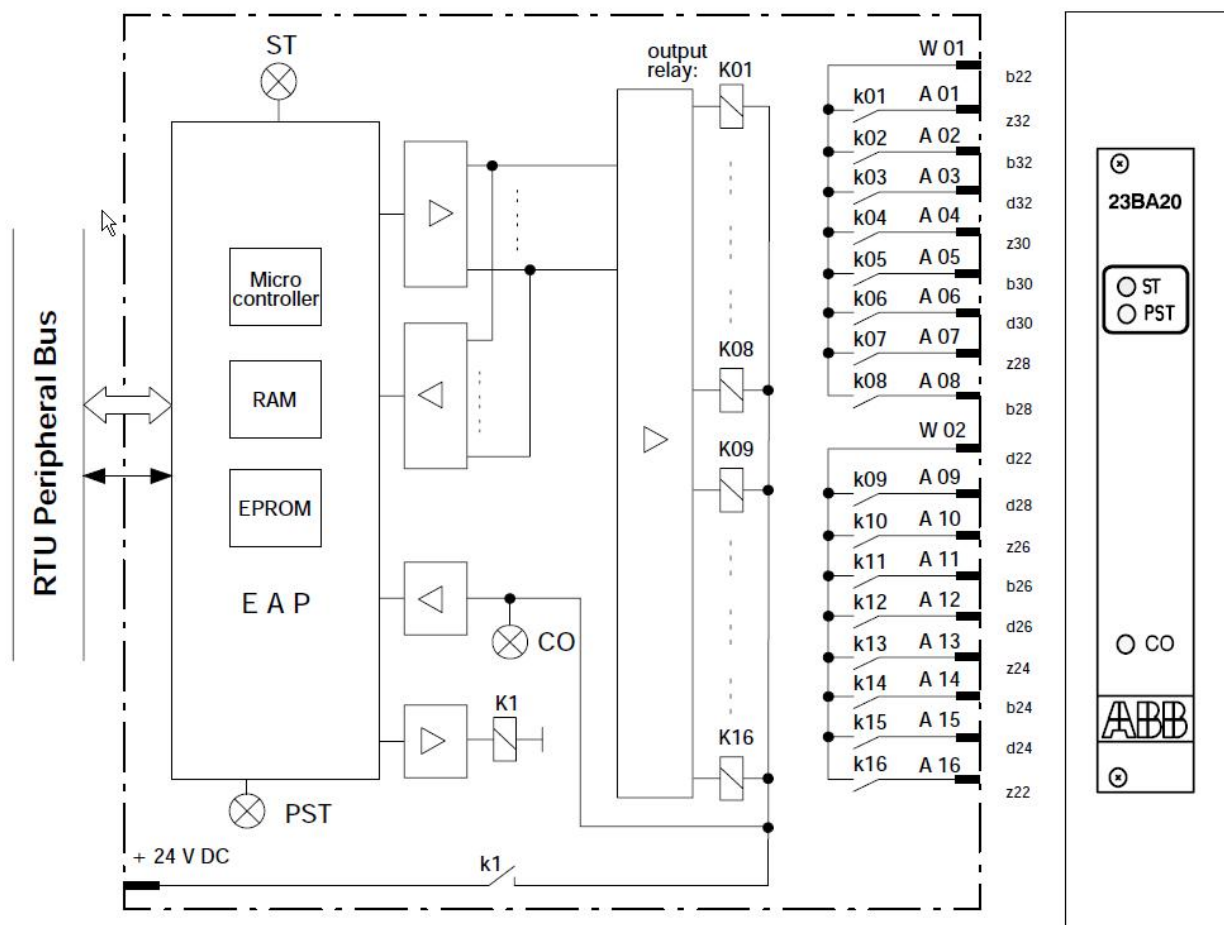 ST
output
relay:
K01
W 01
b22
k01
A 01
z32
k02
A 02
b32
k03
A 03
d32
k04
A 04
z30
k05
A 05
b30
k06
A 06
d30
k07
A 07
z28
k08
A 08
b28
W 02
d22
k09
A 09
d28
k10
A 10
z26
k11
A 11
b26
k12
A 12
d26
k13
A 13
z24
k14
A 14
b24
k15
A 15
d24
k16
A 16
z22
Micro
controller
RAM
EPROM
E A P
RTU Peripheral Bus
K08
K09
CO
K1
K16
PST
+ 24 V DC
k1
23BA20
ST
PST
CO
ABB